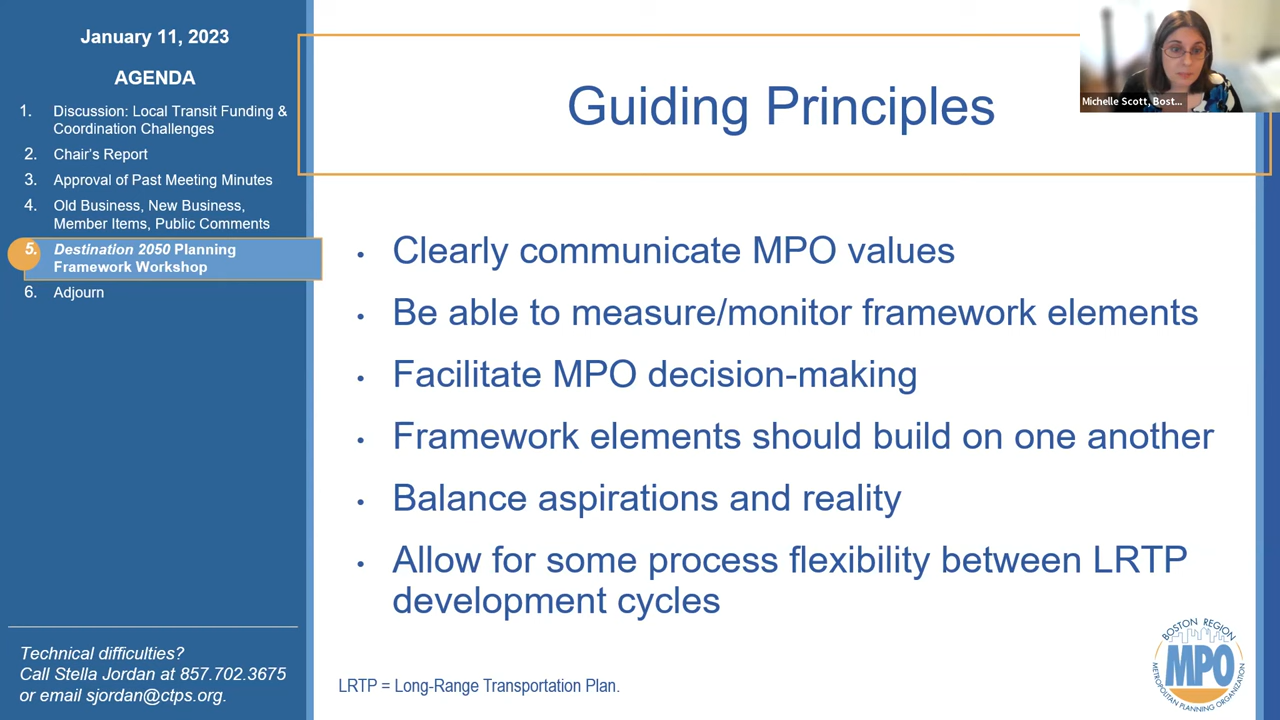 January 11, 2023
AGENDA
1. Discussion: Local Transit Funding &
Coordination Challenges
2. Chair's Report
3. Approval of Past Meeting Minutes
4. Old Business, New Business,
Member Items, Public Comments
5. Destination 2050 Planning
Framework Workshop
6. Adjourn
Technical difficulties?
Call Stella Jordan at 857.702.3675
or email sjordan@ctps.org.
Guiding Principles
Michelle Scott, Bost...
• Clearly communicate MPO values
• Be able to measure/monitor framework elements
• Facilitate MPO decision-making
• Framework elements should build on one another
• Balance aspirations and reality
• Allow for some process flexibility between LRTP
development cycles
LRTP = Long-Range Transportation Plan.
BOSTON REGION
MPO
METROPOLITAN PLANNING ORGANIZATION